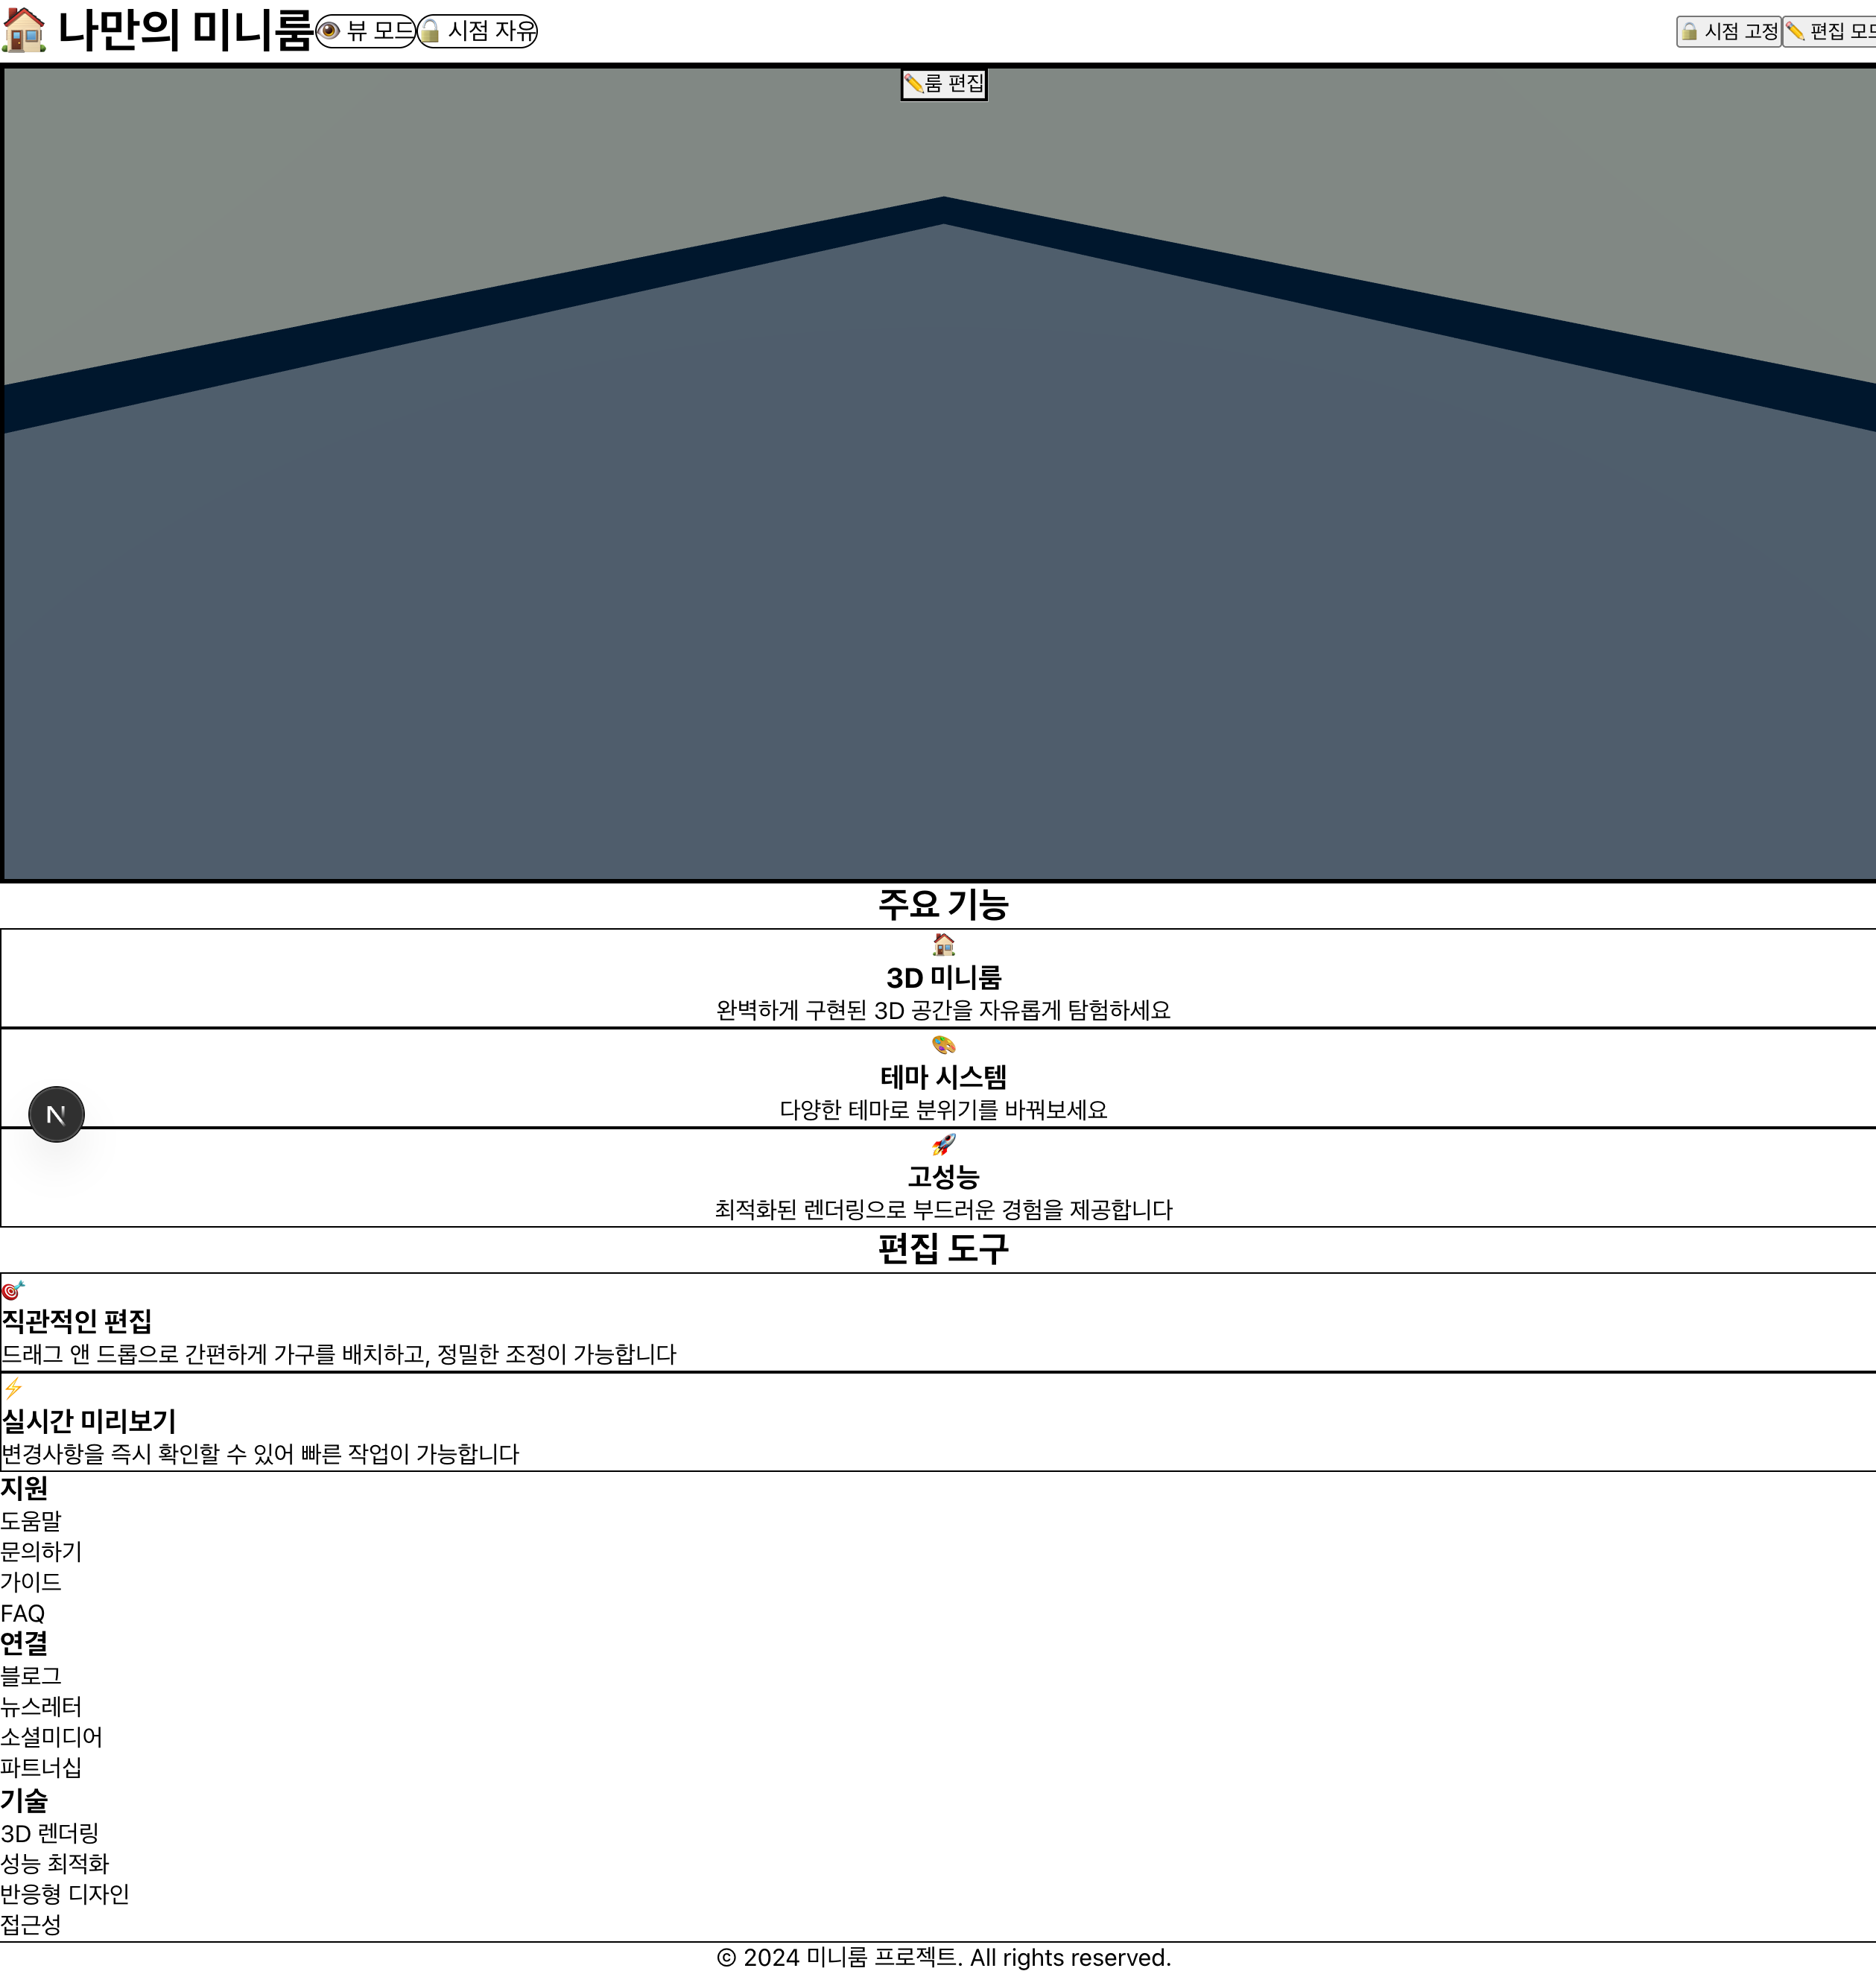 🏠 나만의 미니룸 👁️ 뷰 모드 🔓 시점 자유 🔒 시점 고정 ✏️ 편집 모드
✏️룸 편집
주요 기능
🏠
3D 미니룸
완벽하게 구현된 3D 공간을 자유롭게 탐험하세요
🎨
테마 시스템
다양한 테마로 분위기를 바꿔보세요
N
🚀
고성능
최적화된 렌더링으로 부드러운 경험을 제공합니다
편집 도구
🎯
직관적인 편집
드래그 앤 드롭으로 간편하게 가구를 배치하고, 정밀한 조정이 가능합니다
⚡
실시간 미리보기
변경사항을 즉시 확인할 수 있어 빠른 작업이 가능합니다
지원
도움말
문의하기
가이드
FAQ
연결
블로그
뉴스레터
소셜미디어
파트너십
기술
3D 렌더링
성능 최적화
반응형 디자인
접근성
© 2024 미니룸 프로젝트. All rights reserved.